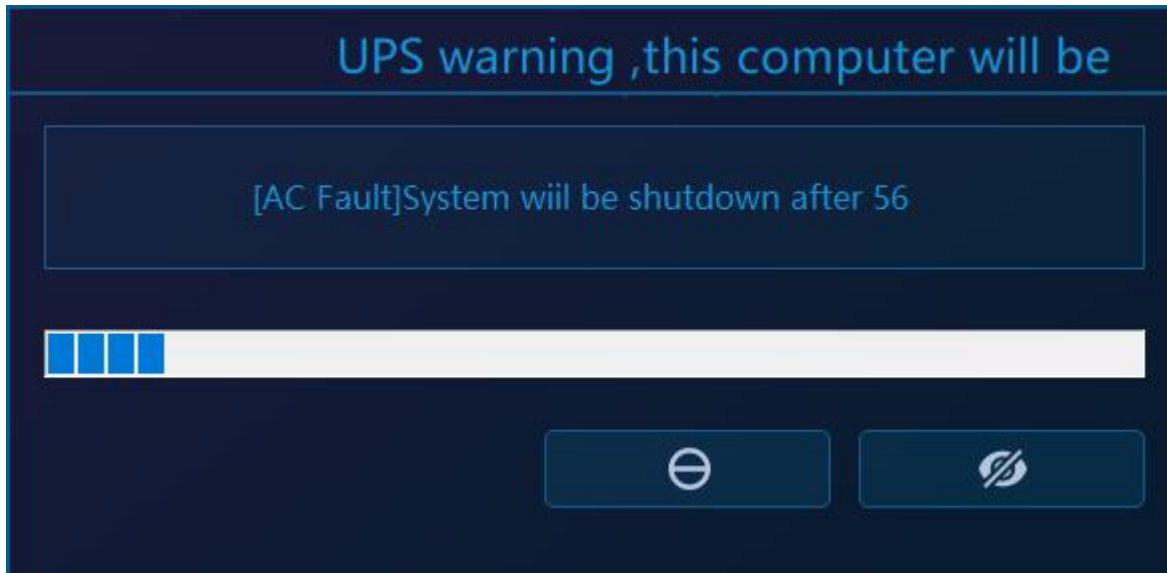 UPS warning ,this computer will be
[AC Fault]System wiil be shutdown after 56